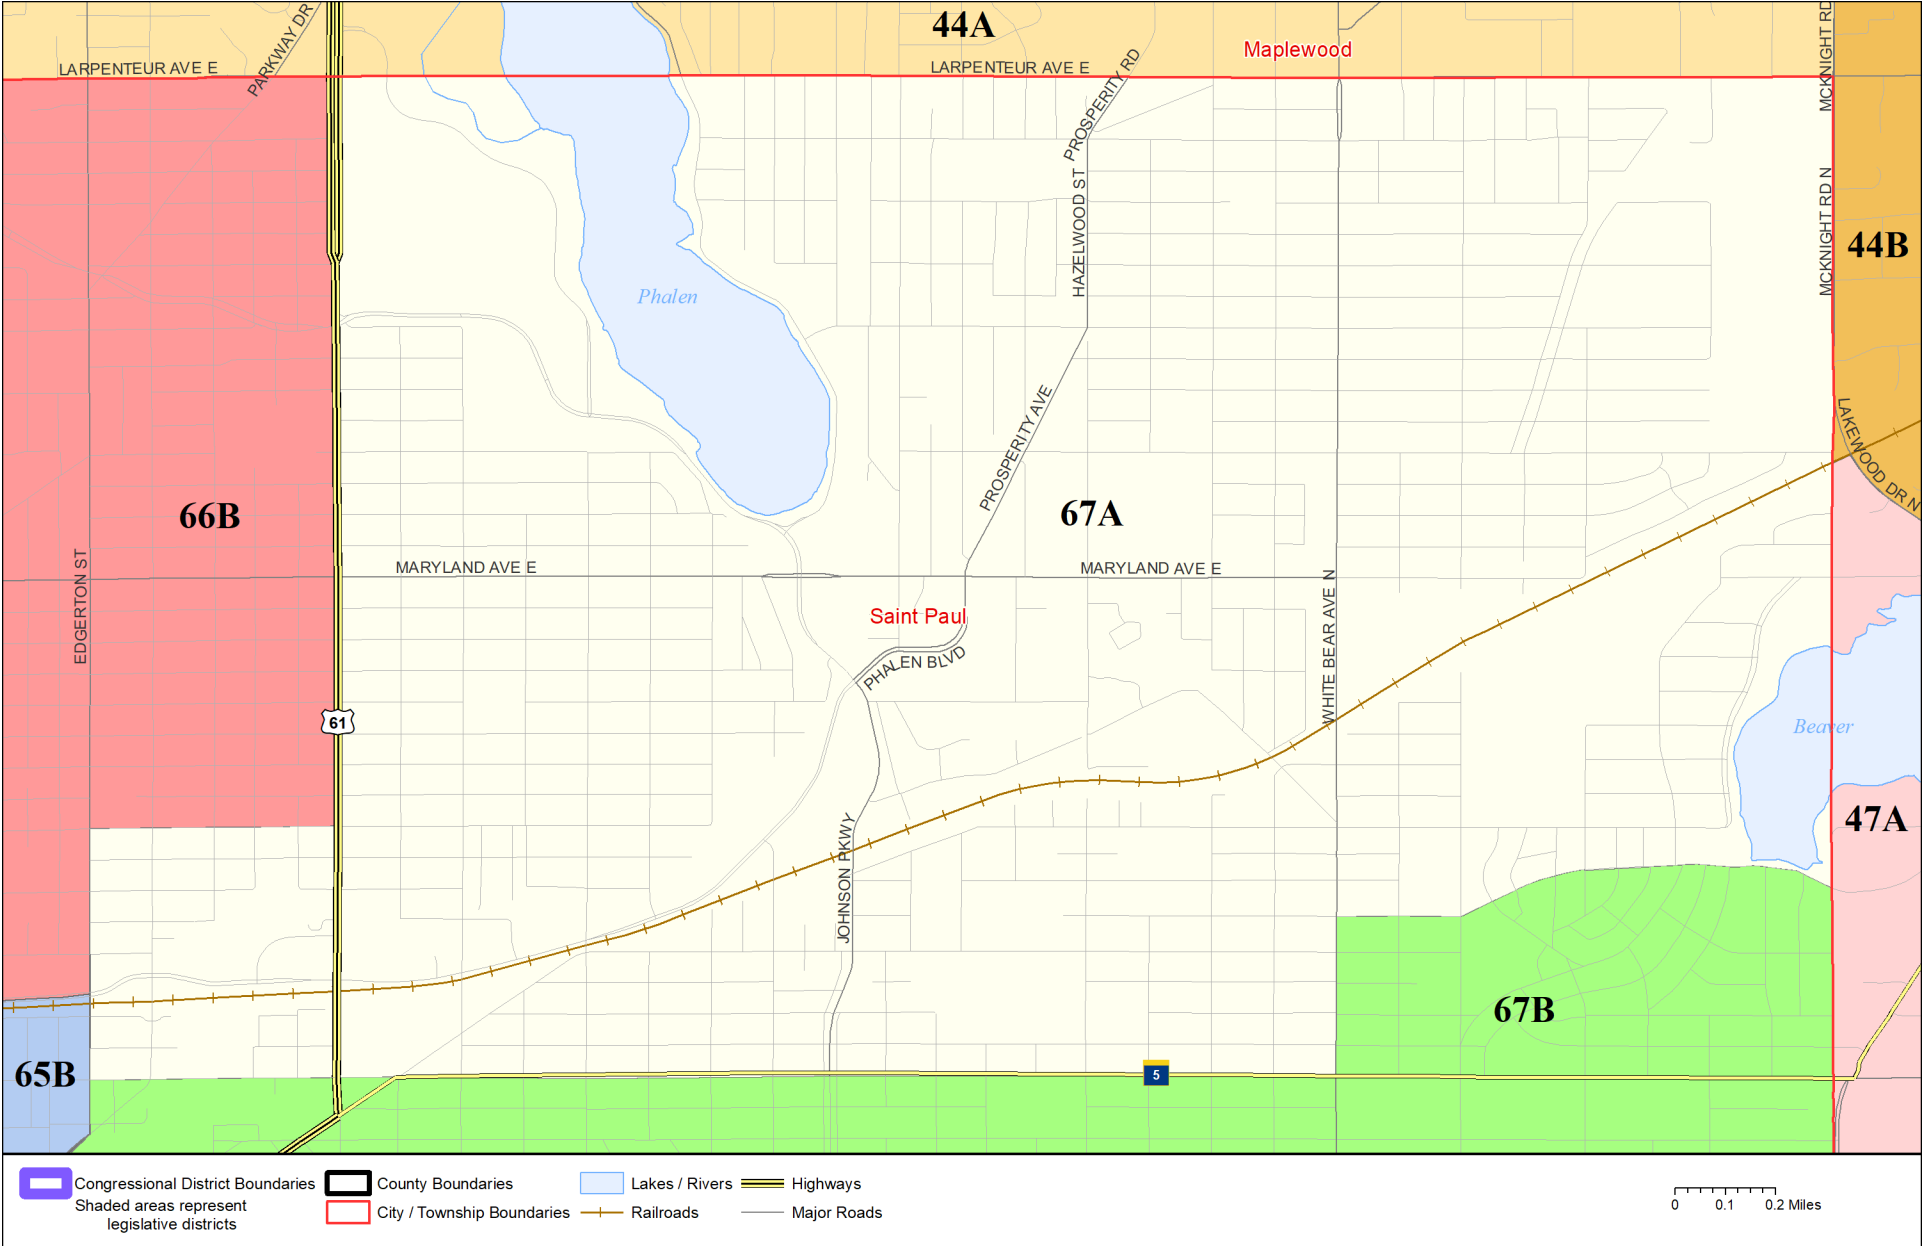 44A
Maplewood
PARKWAY DR
MCKNIGHT RD
LARPENTEUR AVE E
LARPENTEUR AVE E
PROSPERITY RD
HAZELWOOD ST
MCKNIGHT RD N
44B
Phalen
LAKEWOOD DR N
PROSPERITY AVE
66B
67A
EDGERTON ST
MARYLAND AVE E
MARYLAND AVE E
WHITE BEAR AVE N
Saint Paul
PHALEN BLVD
61
Beaver
47A
JOHNSON PKWY
67B
65B
5
Congressional District Boundaries
Shaded areas represent
legislative districts
County Boundaries
City / Township Boundaries
Lakes / Rivers
Railroads
Highways
Major Roads
0 0.1 0.2 Miles